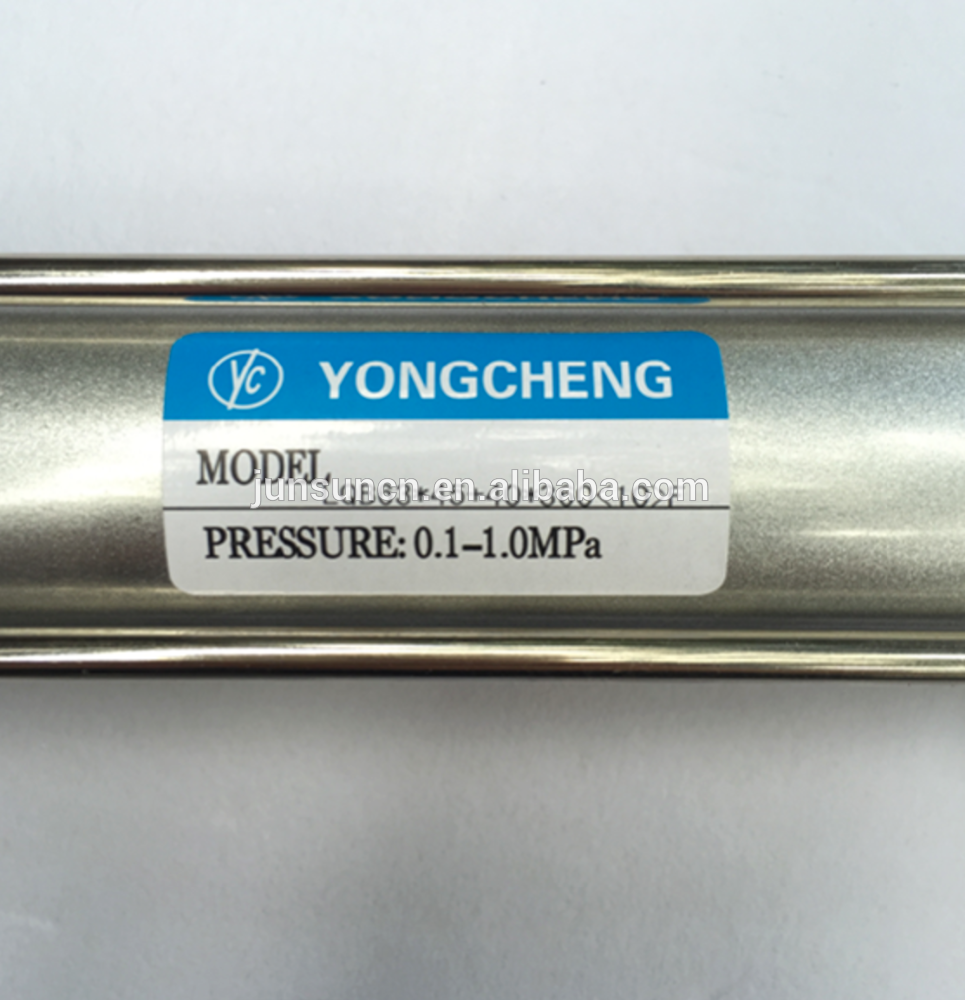 yc YONGCHENG
MODEL
junsuncn.en.alibaba.com
PRESSURE: 0.1-1.0MPa